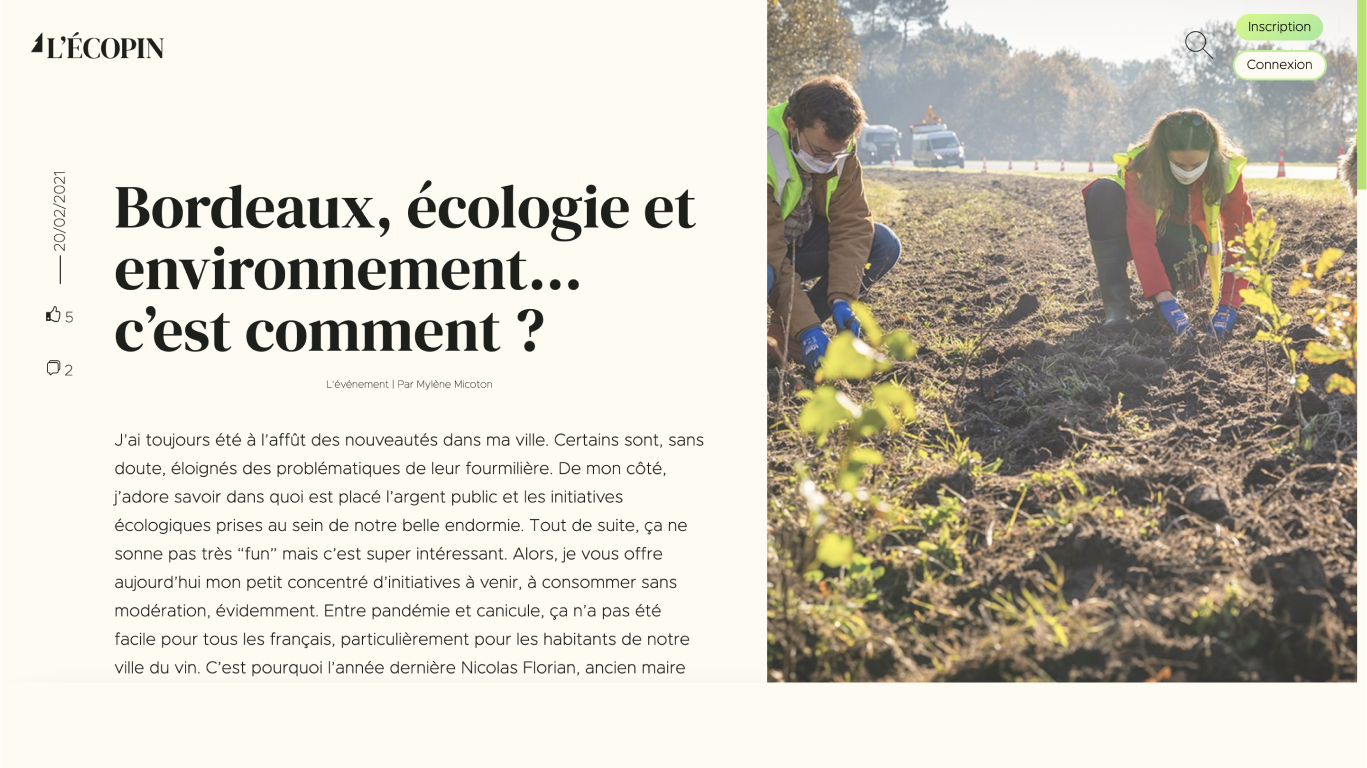 L'ÉCOPIN
Inscription
Connexion
20/02/2021
5
2
Bordeaux, écologie et
environnement...
c'est comment ?
L'événement | Par Mylène Micoton
J'ai toujours été à l'affût des nouveautés dans ma ville. Certains sont, sans
doute, éloignés des problématiques de leur fourmilière. De mon côté,
j'adore savoir dans quoi est placé l'argent public et les initiatives
écologiques prises au sein de notre belle endormie. Tout de suite, ça ne
sonne pas très “fun” mais c'est super intéressant. Alors, je vous offre
aujourd'hui mon petit concentré d'initiatives à venir, à consommer sans
modération, évidemment. Entre pandémie et canicule, ça n'a pas été
facile pour tous les français, particulièrement pour les habitants de notre
ville du vin. C'est pourquoi l'année dernière Nicolas Florian, ancien maire